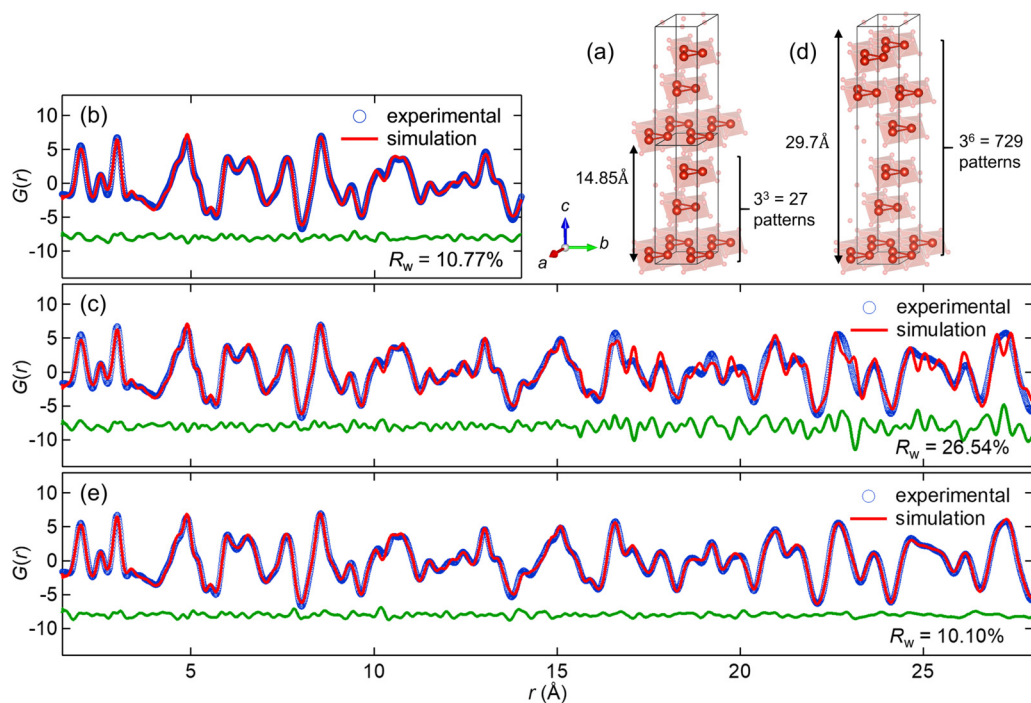 (a)
(d)
14.85Å
3³ = 27
patterns
29.7Å
3⁶ = 729
patterns
c
b
a
(b)
experimental
simulation
10
5
0
-5
-10
G(r)
R_w = 10.77%
(c)
experimental
simulation
10
5
0
-5
-10
G(r)
R_w = 26.54%
(e)
experimental
simulation
10
5
0
-5
-10
G(r)
R_w = 10.10%
5
10
15
20
25
r (Å)